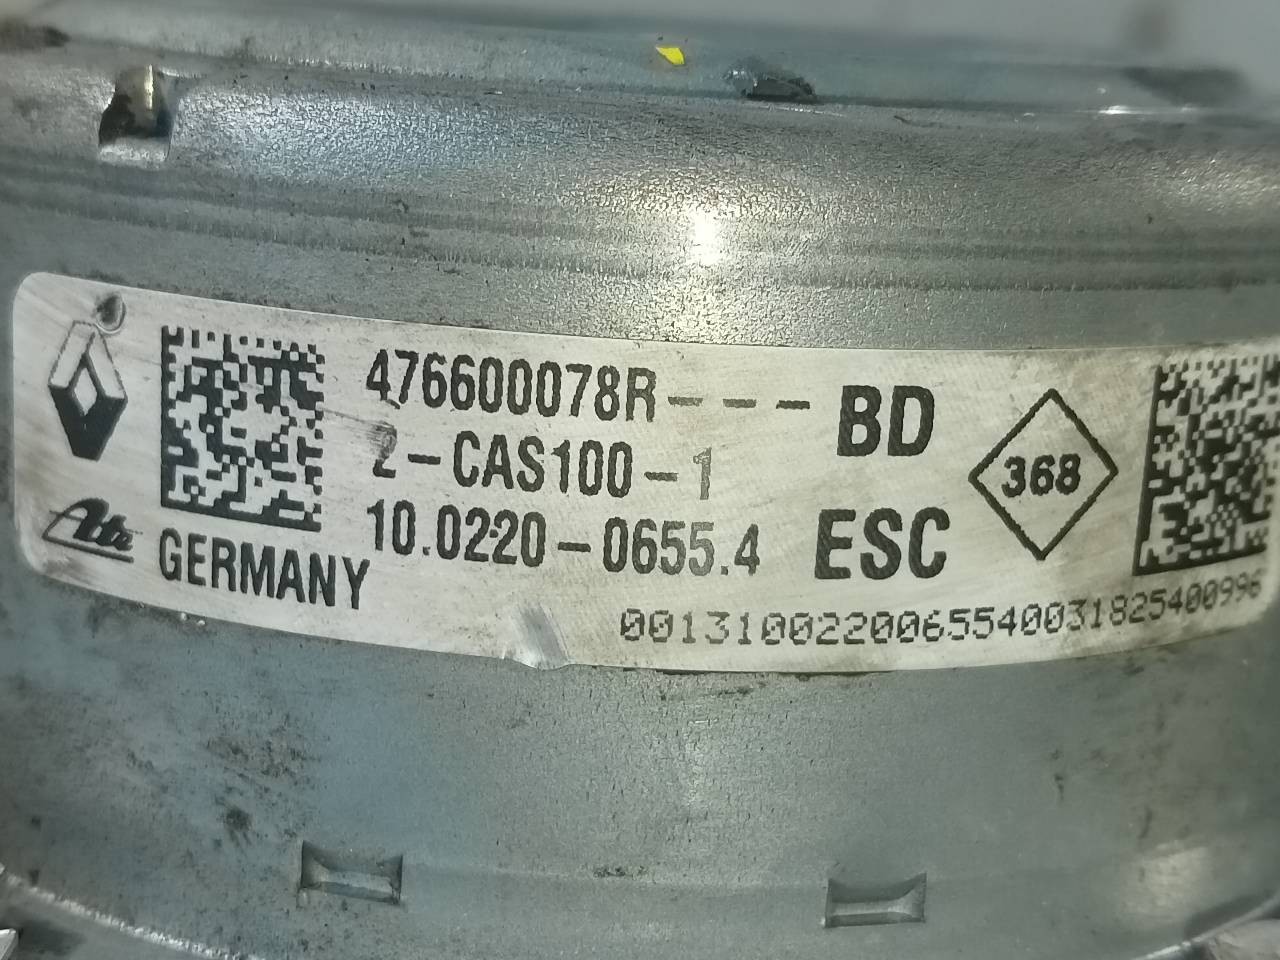 476600078R--- BD
2-CAS100-1
10.0220-0655.4 ESC
368
Ate
GERMANY
0013100220065540031825400996